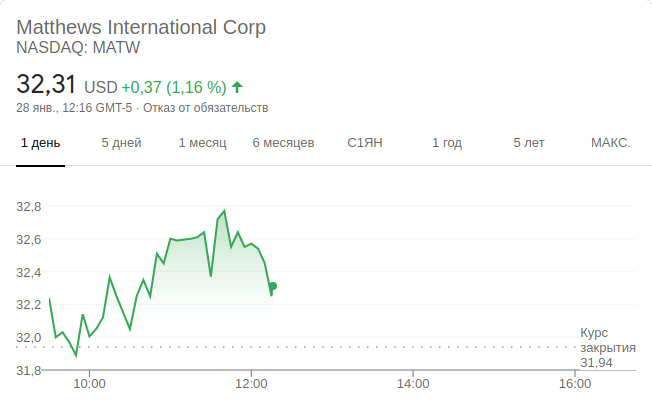 Matthews International Corp
NASDAQ: MATW
32,31 USD +0,37 (1,16 %)
28 янв., 12:16 GMT-5 · Отказ от обязательств
1 день 5 дней 1 месяц 6 месяцев С1ЯН 1 год 5 лет МАКС.
32,8
32,6
32,4
32,2
32,0
31,8
Курс
закрытия
31,94
10:00 12:00 14:00 16:00